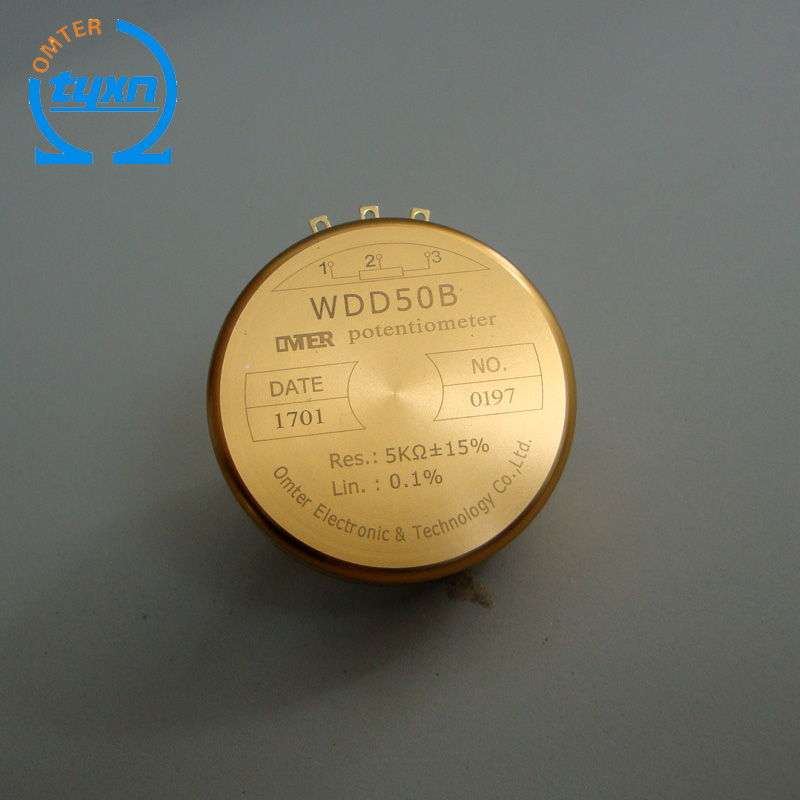 OMTER
tyxn
1 2 3
WDD50B
OMTER potentiometer
DATE
1701
NO.
0197
Res.: 5KΩ±15%
Lin. : 0.1%
Omter Electronic & Technology Co.,Ltd.